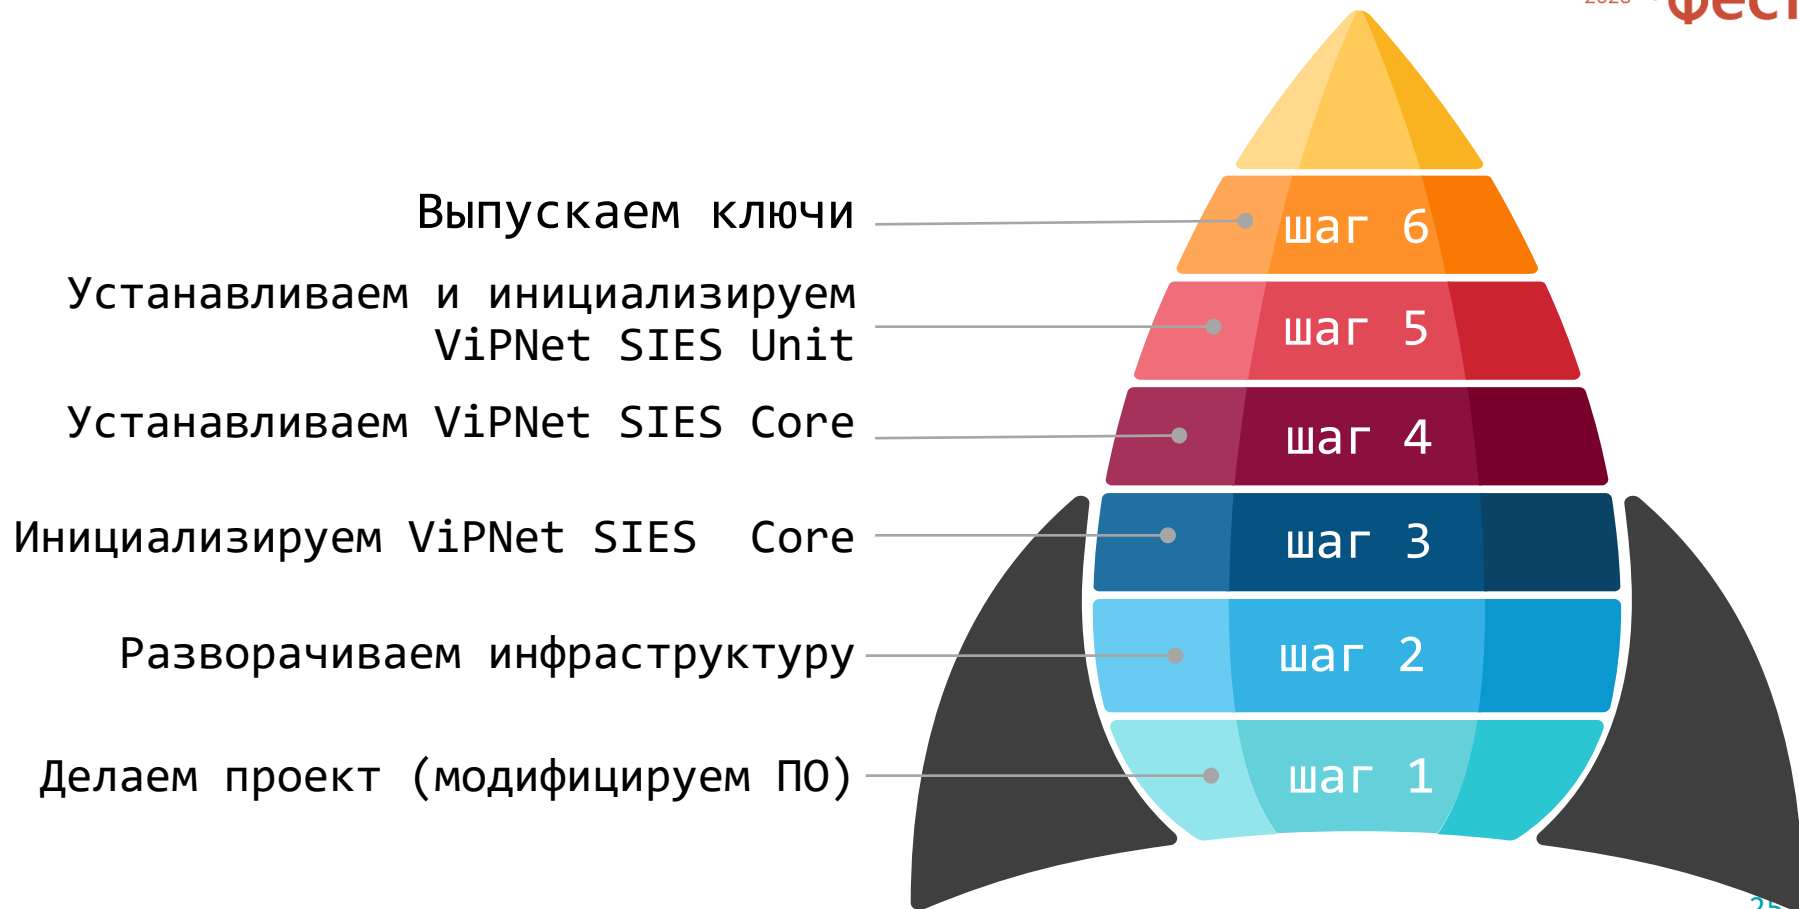 Выпускаем ключи
шаг 6
Устанавливаем и инициализируем
ViPNet SIES Unit
шаг 5
Устанавливаем ViPNet SIES Core
шаг 4
Инициализируем ViPNet SIES  Core
шаг 3
Разворачиваем инфраструктуру
шаг 2
Делаем проект (модифицируем ПО)
шаг 1